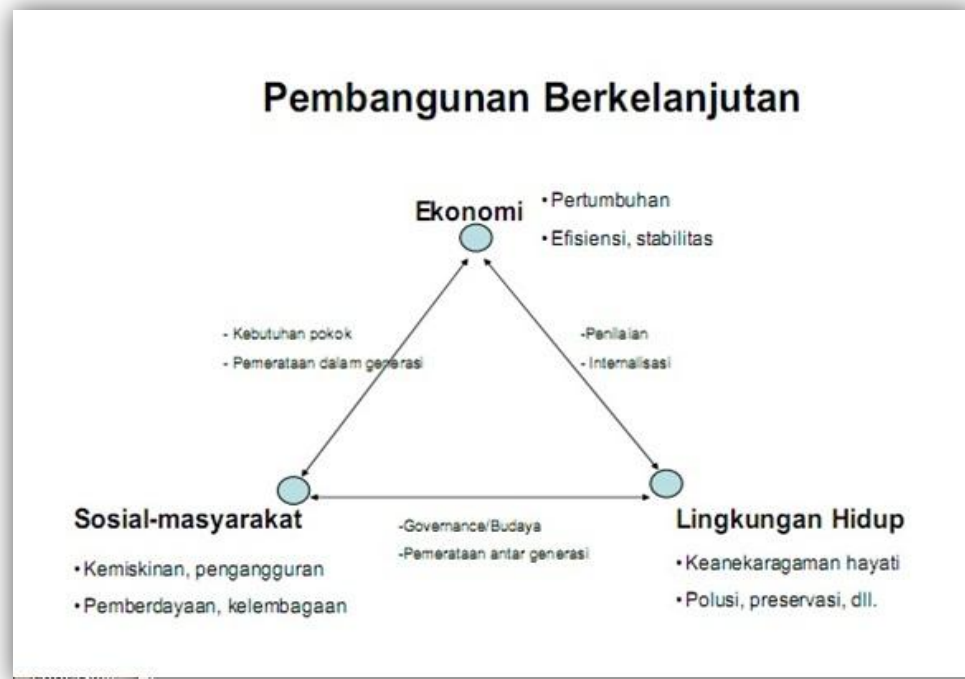 Pembangunan Berkelanjutan
Ekonomi
•Pertumbuhan
•Efisiensi, stabilitas
- Kebutuhan pokok
- Pemerataan dalam generasi
-Penilaian
- Internalisasi
Sosial-masyarakat
•Kemiskinan, pengangguran
•Pemberdayaan, kelembagaan
-Governance/Budaya
-Pemerataan antar generasi
Lingkungan Hidup
•Keanekaragaman hayati
•Polusi, preservasi, dll.